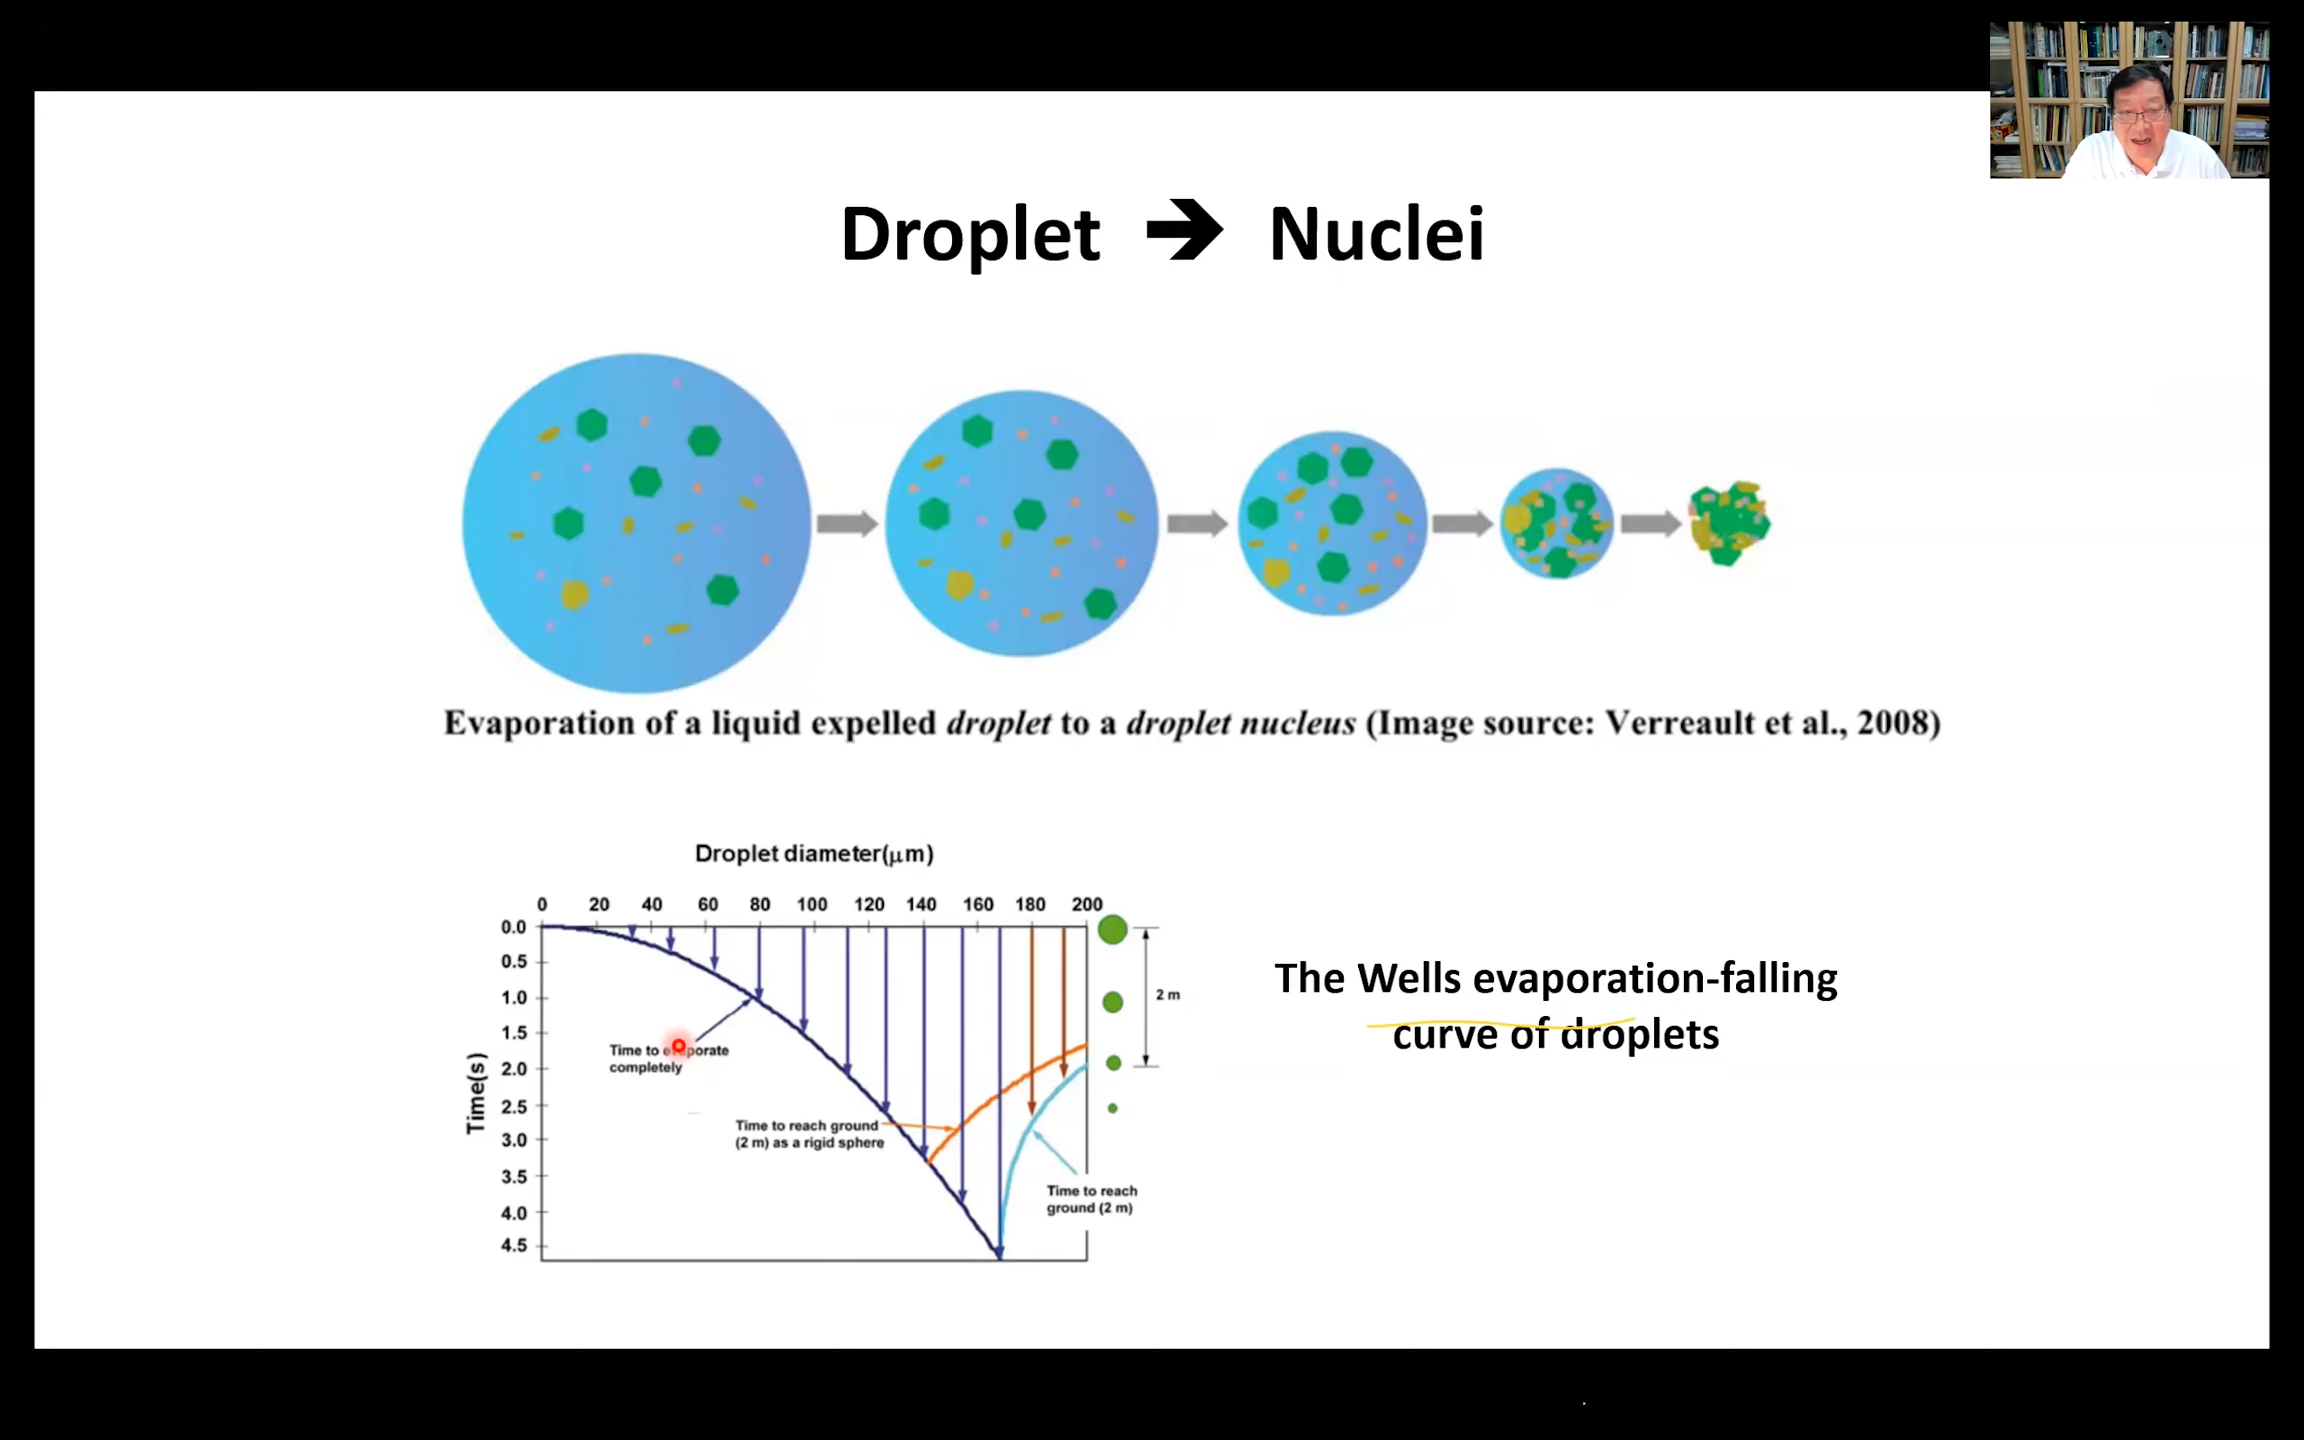 Droplet → Nuclei
Evaporation of a liquid expelled droplet to a droplet nucleus (Image source: Verreault et al., 2008)
Droplet diameter(μm)
0 20 40 60 80 100 120 140 160 180 200
0.0
0.5
1.0
1.5
2.0
2.5
3.0
3.5
4.0
4.5
Time(s)
Time to evaporate
completely
Time to reach ground
(2 m) as a rigid sphere
Time to reach
ground (2 m)
2 m
The Wells evaporation-falling
curve of droplets